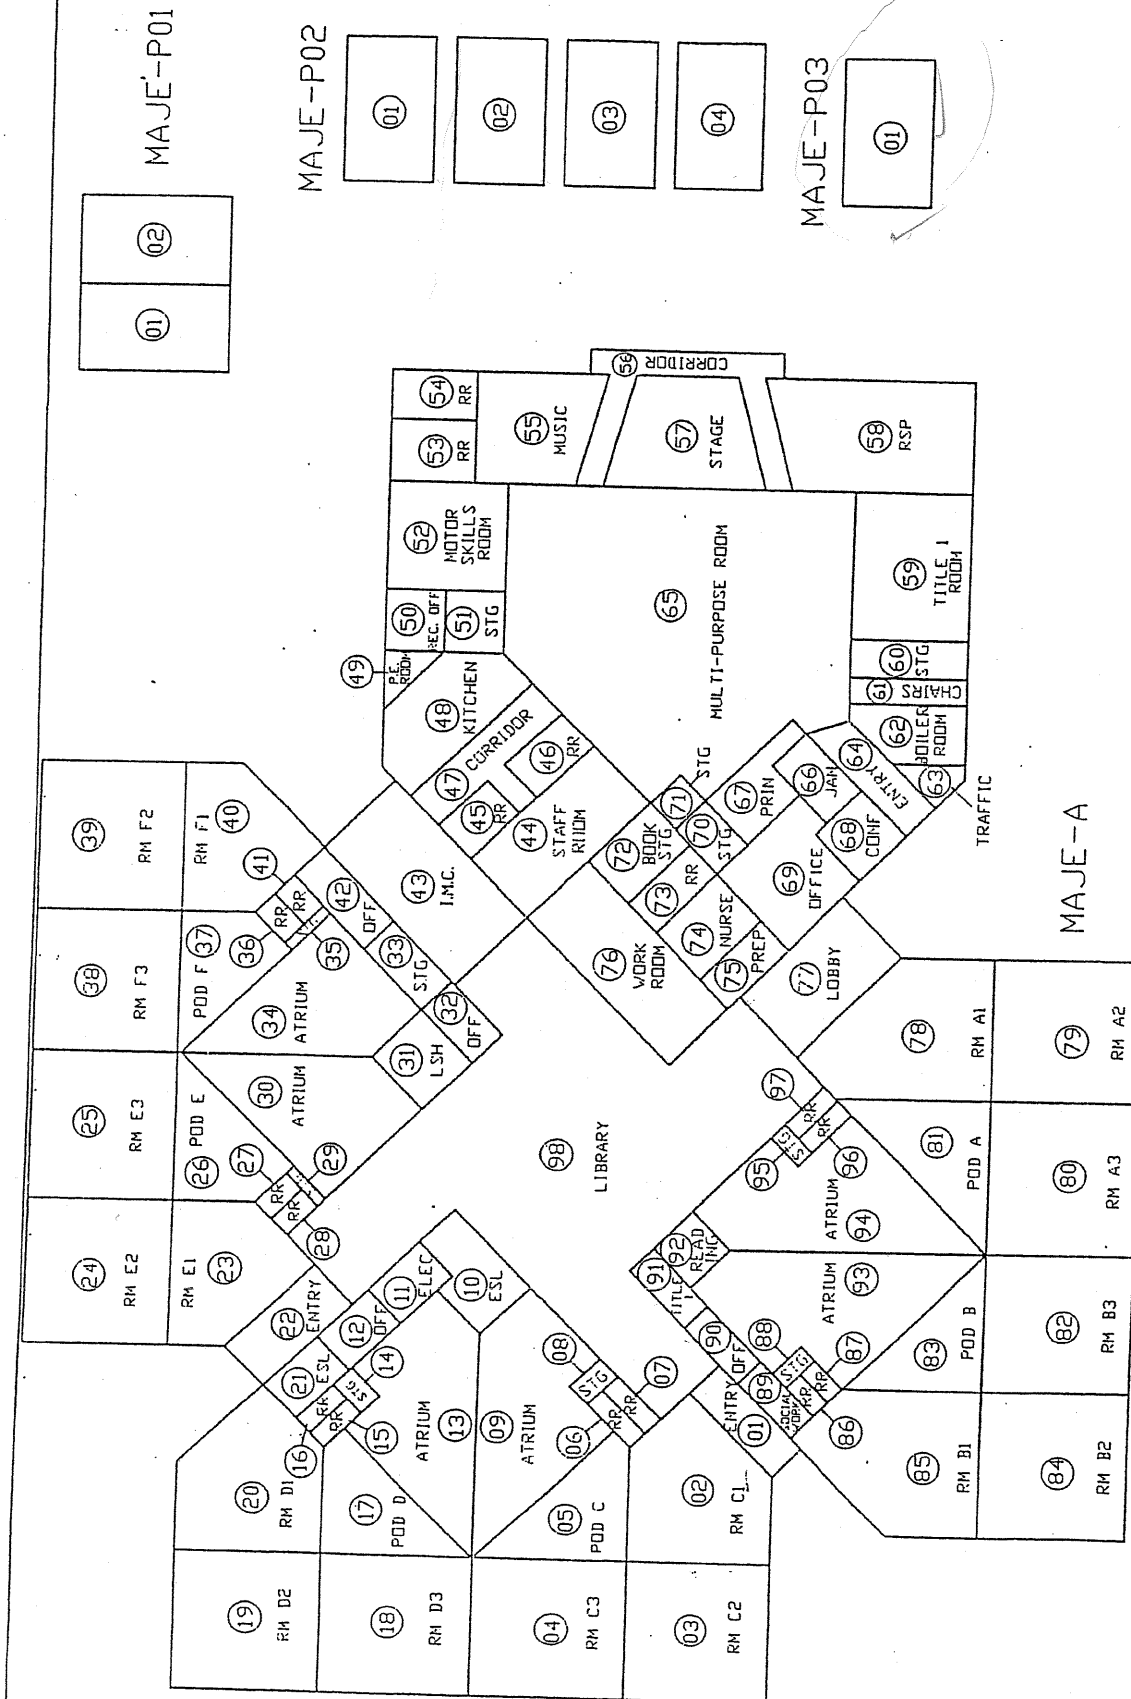 MAJE-P01
01
02
MAJE-P02
01
02
03
04
MAJE-P03
01
MAJE-A
39
RM F2
38
RM F3
25
RM E3
24
RM E2
40
RM F1
37
POD F
26
POD E
23
RM E1
41
RR
36
RR
35
42
OFF
33
STG
34
ATRIUM
30
ATRIUM
27
RR
28
RR
29
31
LSH
32
OFF
43
I.M.C.
22
ENTRY
21
ESL
12
OFF
11
ELEC
10
ESL
14
STG
15
RR
16
RR
13
ATRIUM
09
ATRIUM
20
RM D1
19
RM D2
17
POD D
18
RM D3
05
POD C
04
RM C3
08
STG
07
RR
06
RR
02
RM C1
03
RM C2
01
ENTRY
98
LIBRARY
49
P.E.
ROOM
50
REC. OFF
51
STG
52
MOTOR
SKILLS
ROOM
53
RR
54
RR
55
MUSIC
56
CORRIDOR
57
STAGE
58
RSP
59
TITLE 1
ROOM
60
STG
61
CHAIRS
62
BOILER
ROOM
63
TRAFFIC
64
ENTRY
65
MULTI-PURPOSE ROOM
48
KITCHEN
47
CORRIDOR
46
RR
45
RR
44
STAFF
ROOM
71
STG
70
STG
72
BOOK
STG
73
RR
67
PRIN
66
JAN
68
CONF
69
OFFICE
74
NURSE
75
PREP
76
WORK
ROOM
77
LOBBY
78
RM A1
79
RM A2
80
RM A3
81
POD A
97
RR
96
RR
95
STG
94
ATRIUM
93
ATRIUM
92
READ
ING
91
TITLE
90
OFF
89
SOCIAL
WORK
88
STG
87
RR
86
RR
83
POD B
82
RM B3
85
RM B1
84
RM B2